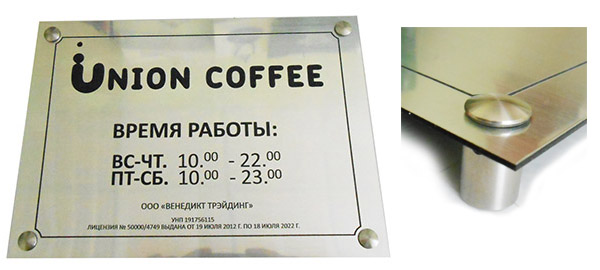 UNION COFFEE
ВРЕМЯ РАБОТЫ:
ВС-ЧТ. 10.00 - 22.00
ПТ-СБ. 10.00 - 23.00
ООО «ВЕНЕДИКТ ТРЭЙДИНГ»
УНП 191756115
ЛИЦЕНЗИЯ № 50000/4749 ВЫДАНА ОТ 19 ИЮЛЯ 2012 Г. ПО 18 ИЮЛЯ 2022 Г.